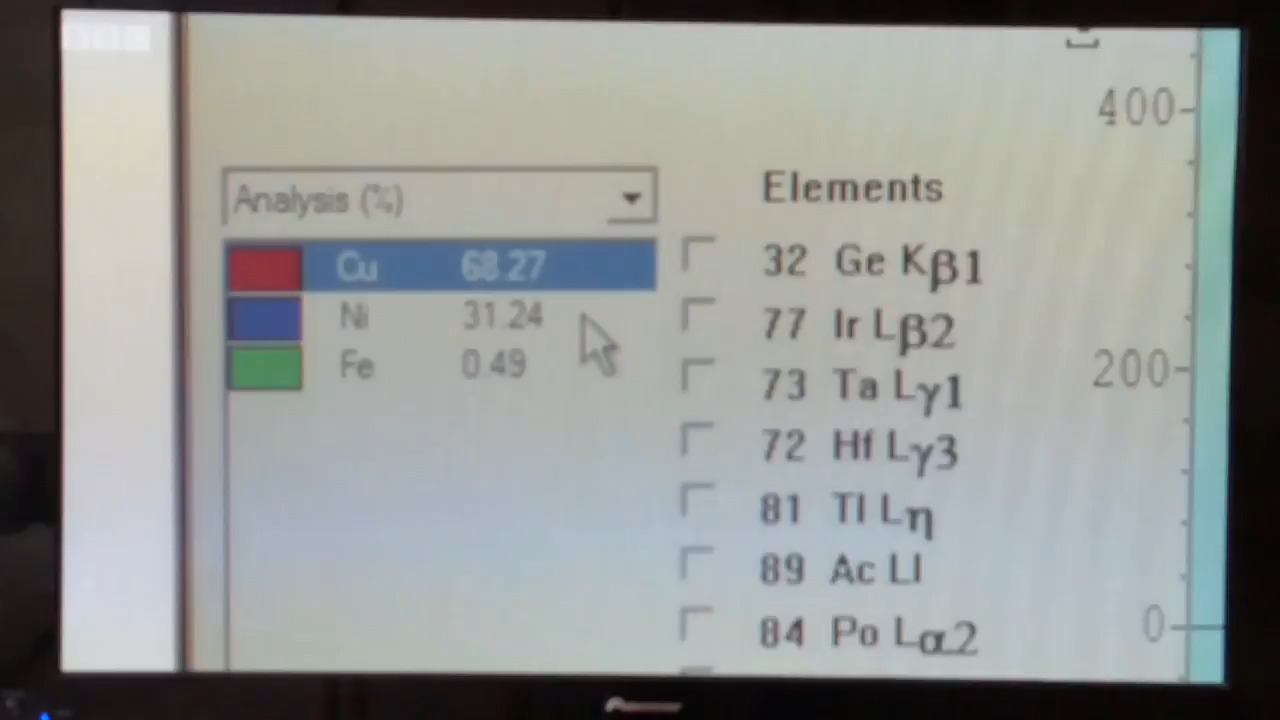 400
Analysis (%)
Elements
Cu 68.27
32 Ge Kβ1
Ni 31.24
77 Ir Lβ2
Fe 0.49
73 Ta Lγ1
200
72 Hf Lγ3
81 Tl Lη
89 Ac Ll
84 Po Lα2
0